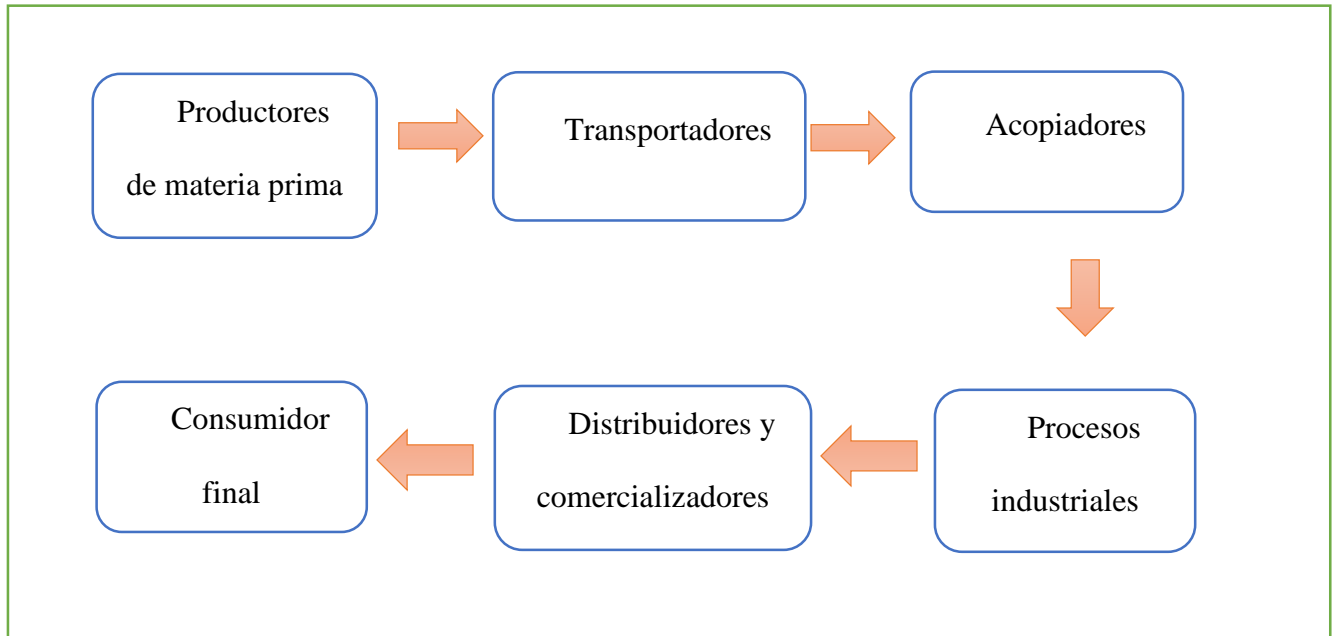 Productores
de materia prima
Transportadores
Acopiadores
Procesos
industriales
Distribuidores y
comercializadores
Consumidor
final